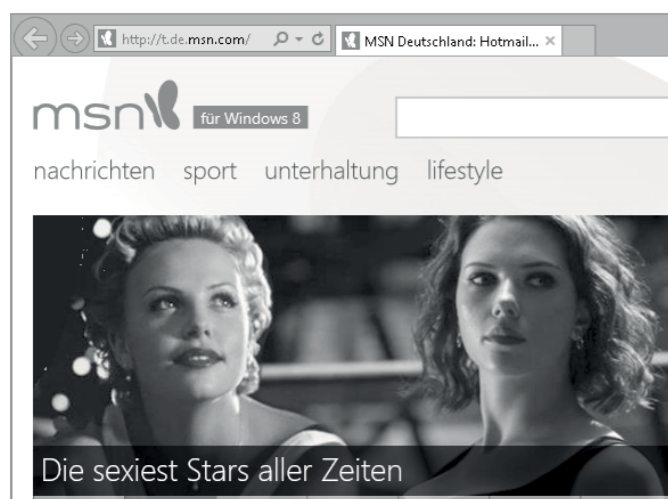 http://t.de.msn.com/
MSN Deutschland: Hotmail...
msn für Windows 8
nachrichten sport unterhaltung lifestyle
Die sexiest Stars aller Zeiten